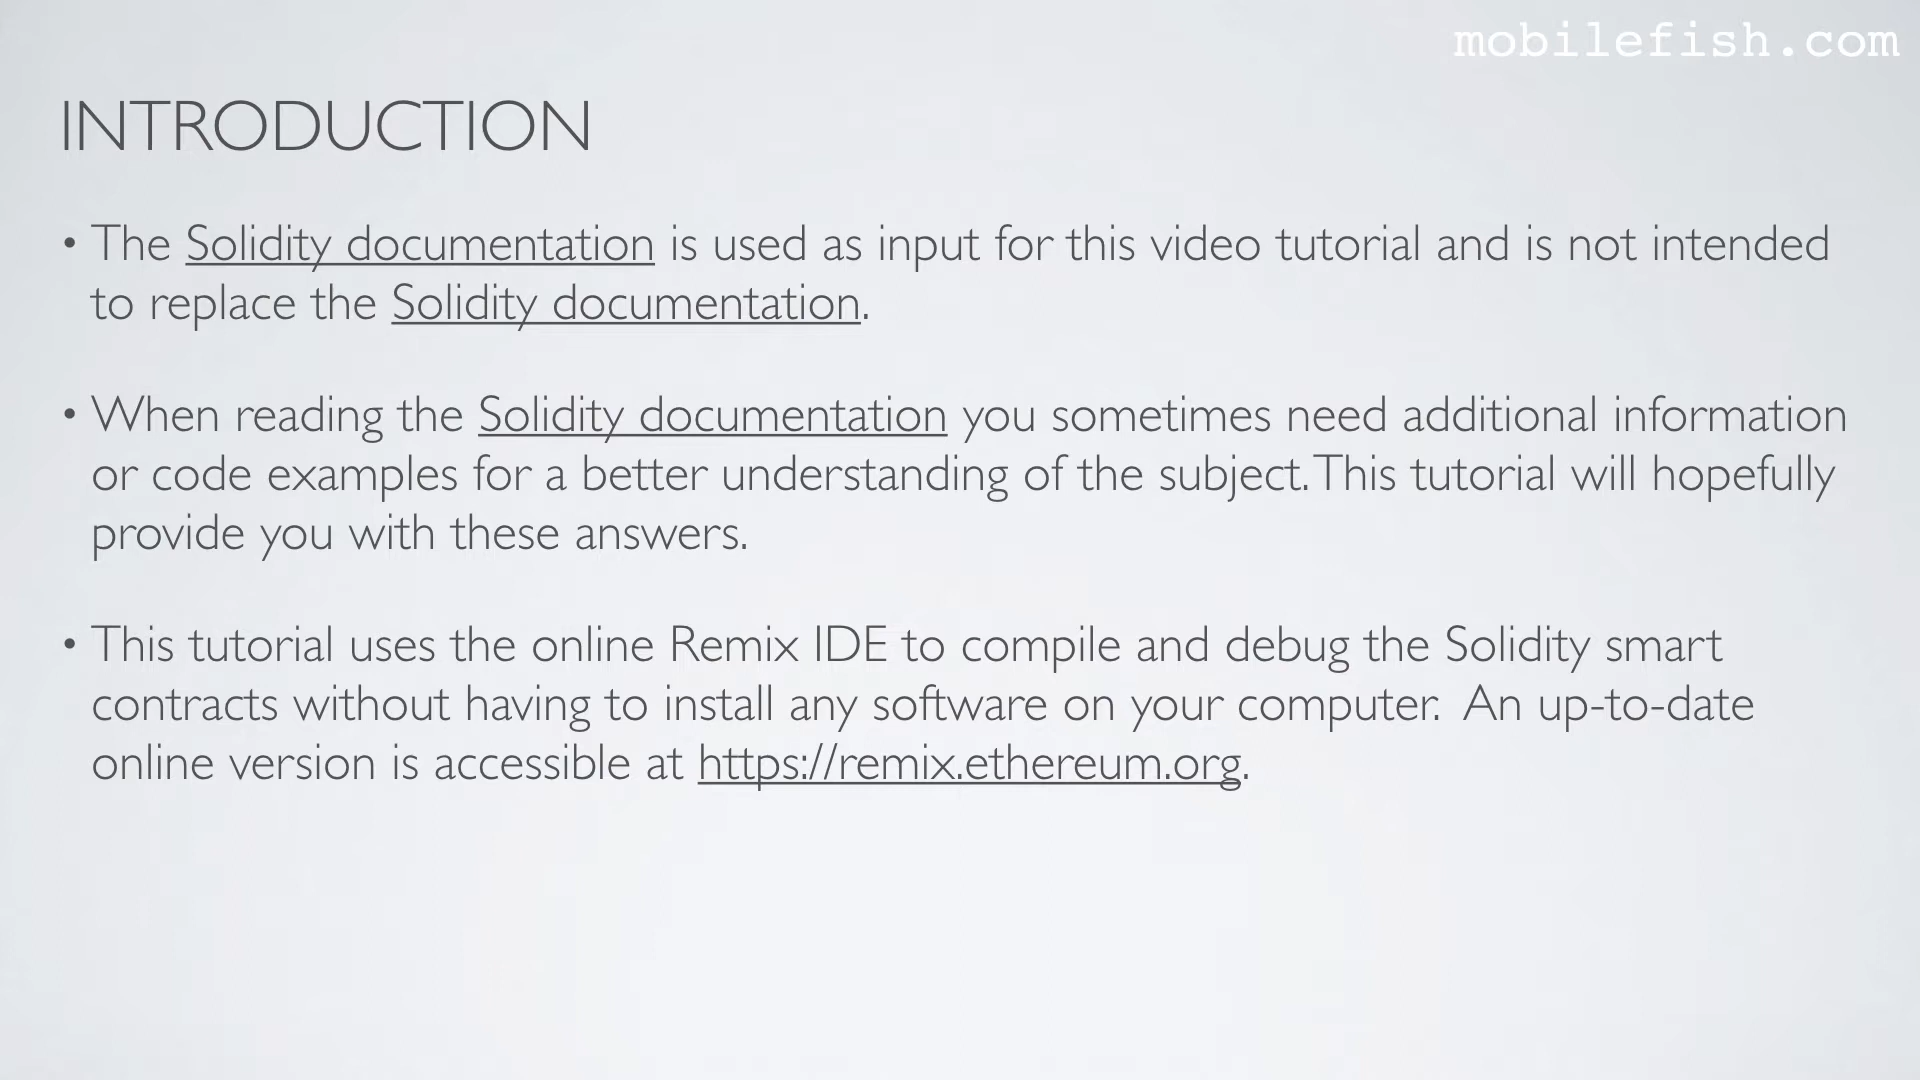 mobilefish.com
INTRODUCTION
• The Solidity documentation is used as input for this video tutorial and is not intended
to replace the Solidity documentation.
• When reading the Solidity documentation you sometimes need additional information
or code examples for a better understanding of the subject. This tutorial will hopefully
provide you with these answers.
• This tutorial uses the online Remix IDE to compile and debug the Solidity smart
contracts without having to install any software on your computer. An up-to-date
online version is accessible at https://remix.ethereum.org.